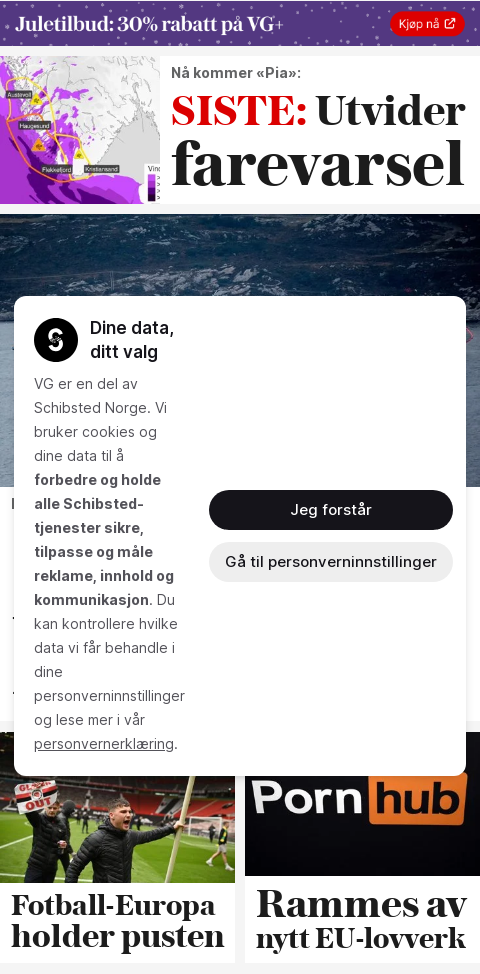 Juletilbud: 30% rabatt på VG+
Kjøp nå
Nå kommer «Pia»:
SISTE: Utvider
farevarsel
Austevoll
Haugesund
Flekkefjord
Kristiansand
Dine data,
ditt valg
VG er en del av
Schibsted Norge. Vi
bruker cookies og
dine data til å
forbedre og holde
alle Schibsted-
tjenester sikre,
tilpasse og måle
reklame, innhold og
kommunikasjon. Du
kan kontrollere hvilke
data vi får behandle i
dine
personverninnstillinger
og lese mer i vår
personvernerklæring.
Jeg forstår
Gå til personverninnstillinger
OUT
Porn hub
Fotball-Europa
holder pusten
Rammes av
nytt EU-lovverk